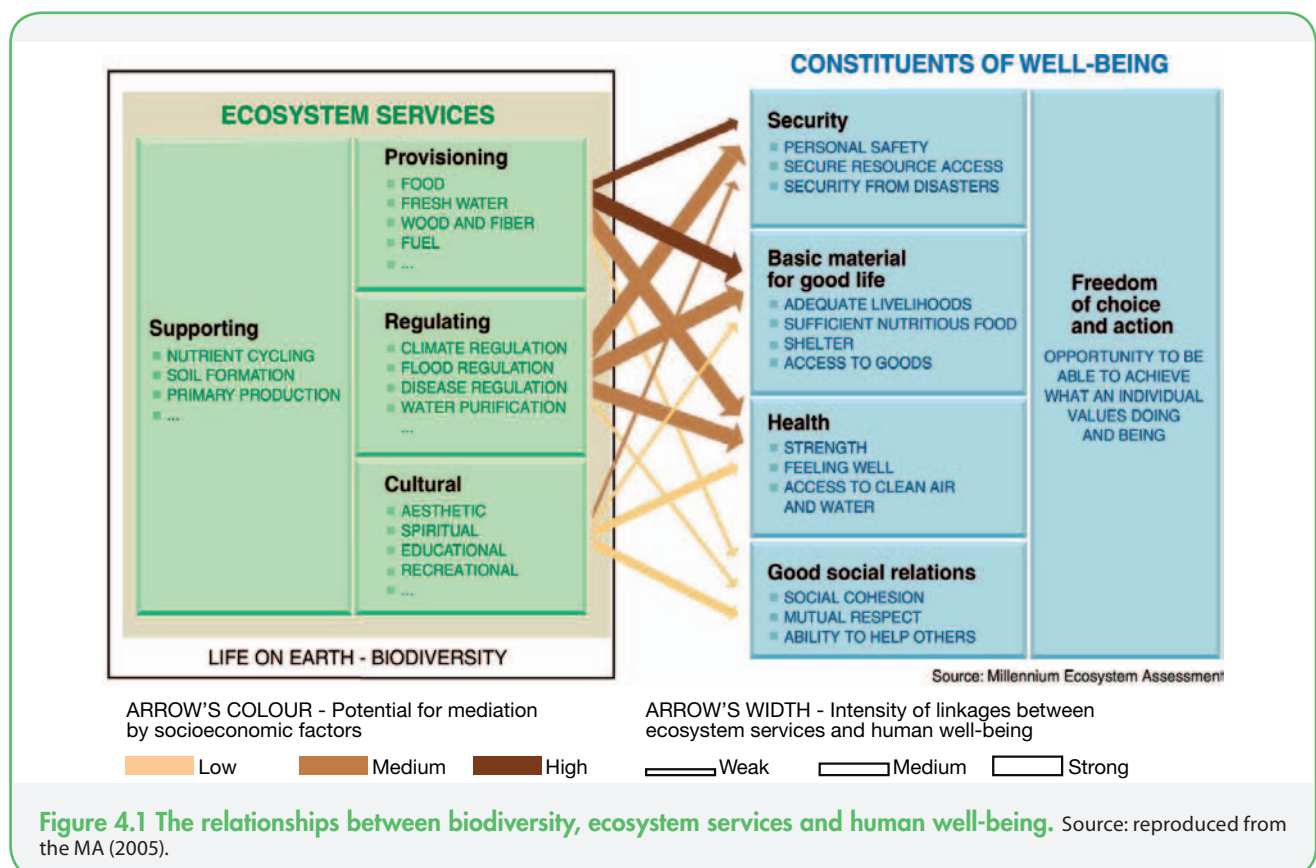 CONSTITUENTS OF WELL-BEING
ECOSYSTEM SERVICES
Supporting
NUTRIENT CYCLING
SOIL FORMATION
PRIMARY PRODUCTION
...
Provisioning
FOOD
FRESH WATER
WOOD AND FIBER
FUEL
...
Regulating
CLIMATE REGULATION
FLOOD REGULATION
DISEASE REGULATION
WATER PURIFICATION
...
Cultural
AESTHETIC
SPIRITUAL
EDUCATIONAL
RECREATIONAL
...
LIFE ON EARTH - BIODIVERSITY
Security
PERSONAL SAFETY
SECURE RESOURCE ACCESS
SECURITY FROM DISASTERS
Basic material
for good life
ADEQUATE LIVELIHOODS
SUFFICIENT NUTRITIOUS FOOD
SHELTER
ACCESS TO GOODS
Health
STRENGTH
FEELING WELL
ACCESS TO CLEAN AIR
AND WATER
Good social relations
SOCIAL COHESION
MUTUAL RESPECT
ABILITY TO HELP OTHERS
Freedom
of choice
and action
OPPORTUNITY TO BE
ABLE TO ACHIEVE
WHAT AN INDIVIDUAL
VALUES DOING
AND BEING
Source: Millennium Ecosystem Assessment
ARROW'S COLOUR - Potential for mediation
by socioeconomic factors
Low Medium High
ARROW'S WIDTH - Intensity of linkages between
ecosystem services and human well-being
Weak Medium Strong
Figure 4.1 The relationships between biodiversity, ecosystem services and human well-being. Source: reproduced from
the MA (2005).